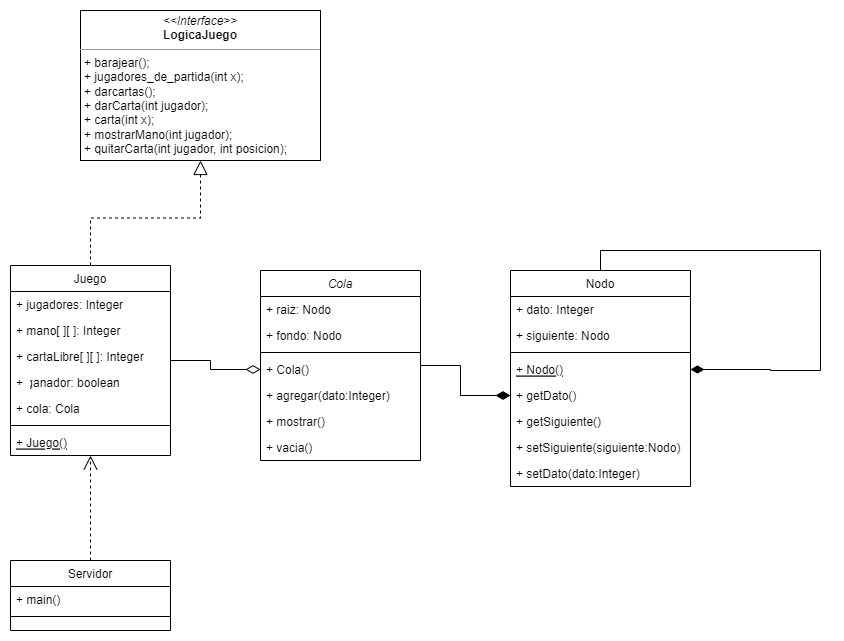 <<Interface>>
LogicaJuego
+ barajear();
+ jugadores_de_partida(int x);
+ darcartas();
+ darCarta(int jugador);
+ carta(int x);
+ mostrarMano(int jugador);
+ quitarCarta(int jugador, int posicion);
Juego
+ jugadores: Integer
+ mano[ ][ ]: Integer
+ cartaLibre[ ][ ]: Integer
+ ganador: boolean
+ cola: Cola
+ Juego()
Cola
+ raiz: Nodo
+ fondo: Nodo
+ Cola()
+ agregar(dato:Integer)
+ mostrar()
+ vacia()
Nodo
+ dato: Integer
+ siguiente: Nodo
+ Nodo()
+ getDato()
+ getSiguiente()
+ setSiguiente(siguiente:Nodo)
+ setDato(dato:Integer)
Servidor
+ main()